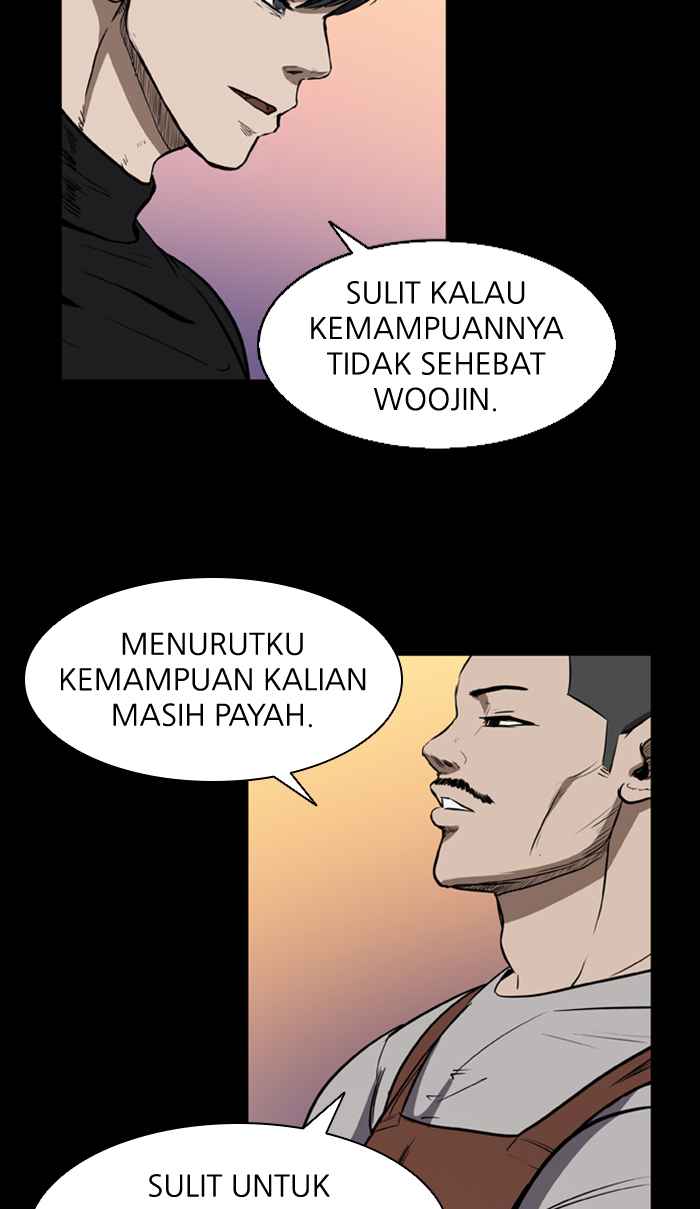 SULIT KALAU
KEMAMPUANNYA
TIDAK SEHEBAT
WOOJIN.
MENURUTKU
KEMAMPUAN KALIAN
MASIH PAYAH.
SULIT UNTUK